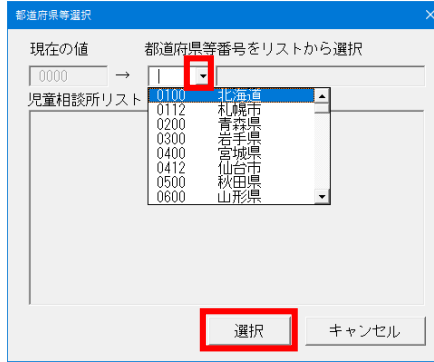 都道府県等選択
現在の値 都道府県等番号をリストから選択
0000 →
児童相談所リスト
0100 北海道
0112 札幌市
0200 青森県
0300 岩手県
0400 宮城県
0412 仙台市
0500 秋田県
0600 山形県
選択 キャンセル